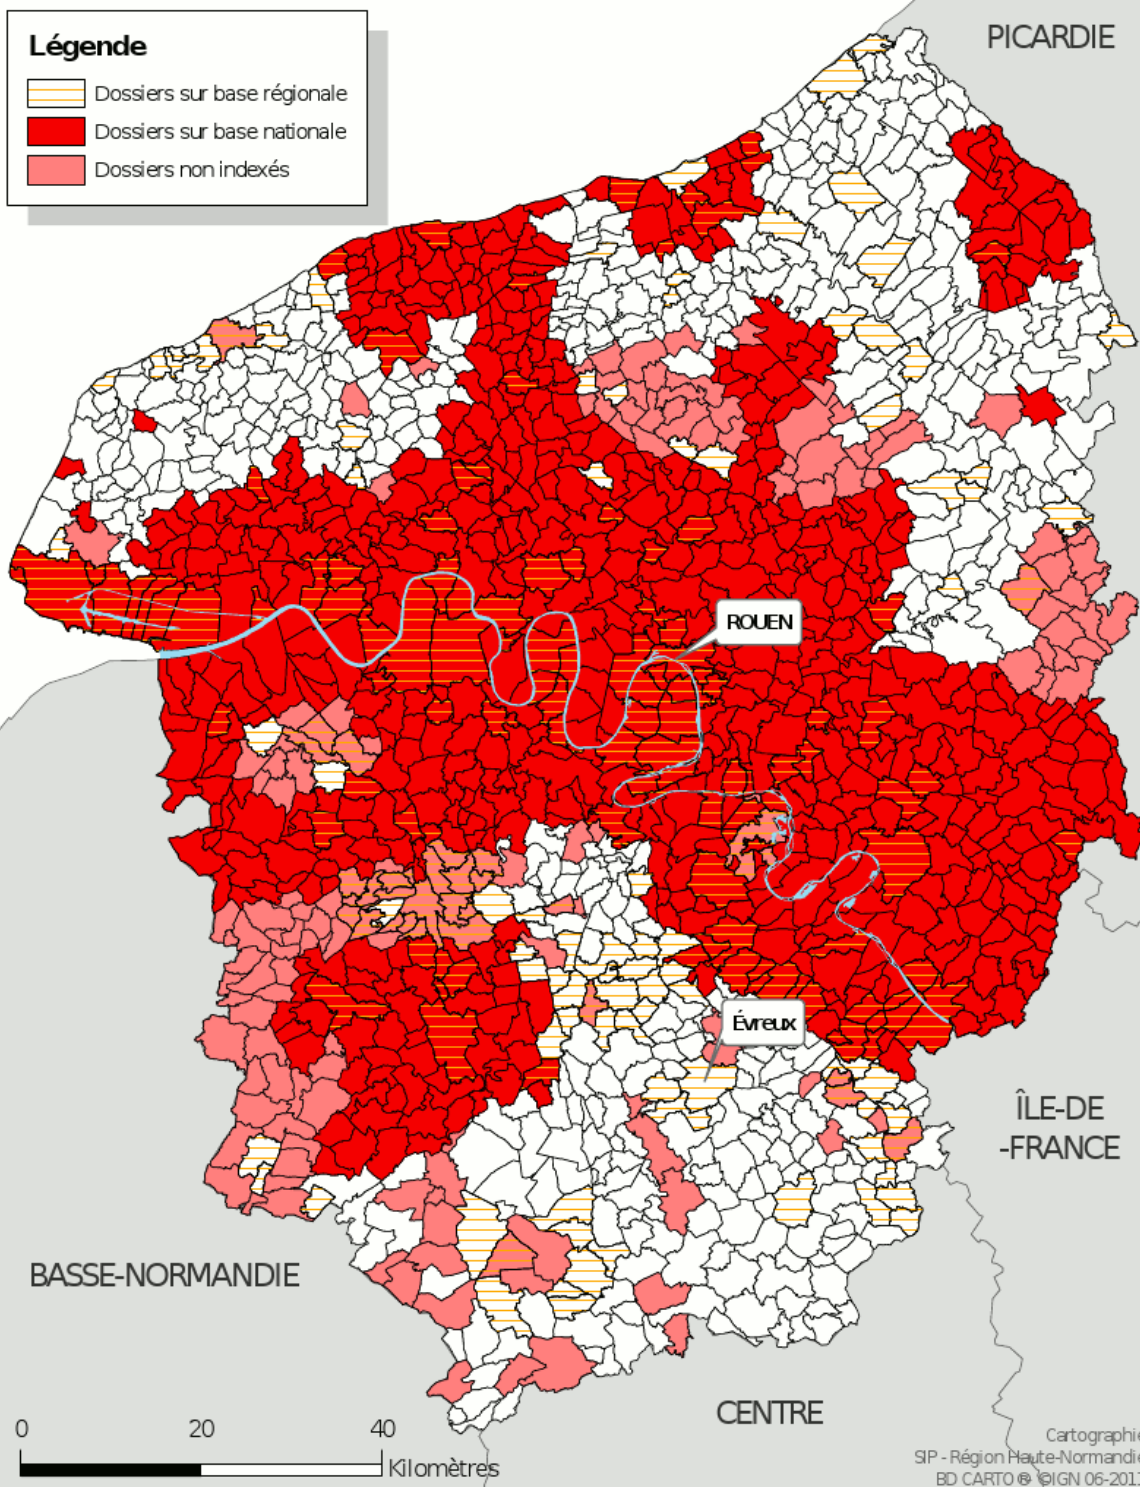 PICARDIE
Légende
Dossiers sur base régionale
Dossiers sur base nationale
Dossiers non indexés
ROUEN
Évreux
ÎLE-DE
-FRANCE
BASSE-NORMANDIE
CENTRE
0 20 40
Kilomètres
Cartographie
SIP - Région Haute-Normandie
BD CARTO ® ©IGN 06-2011